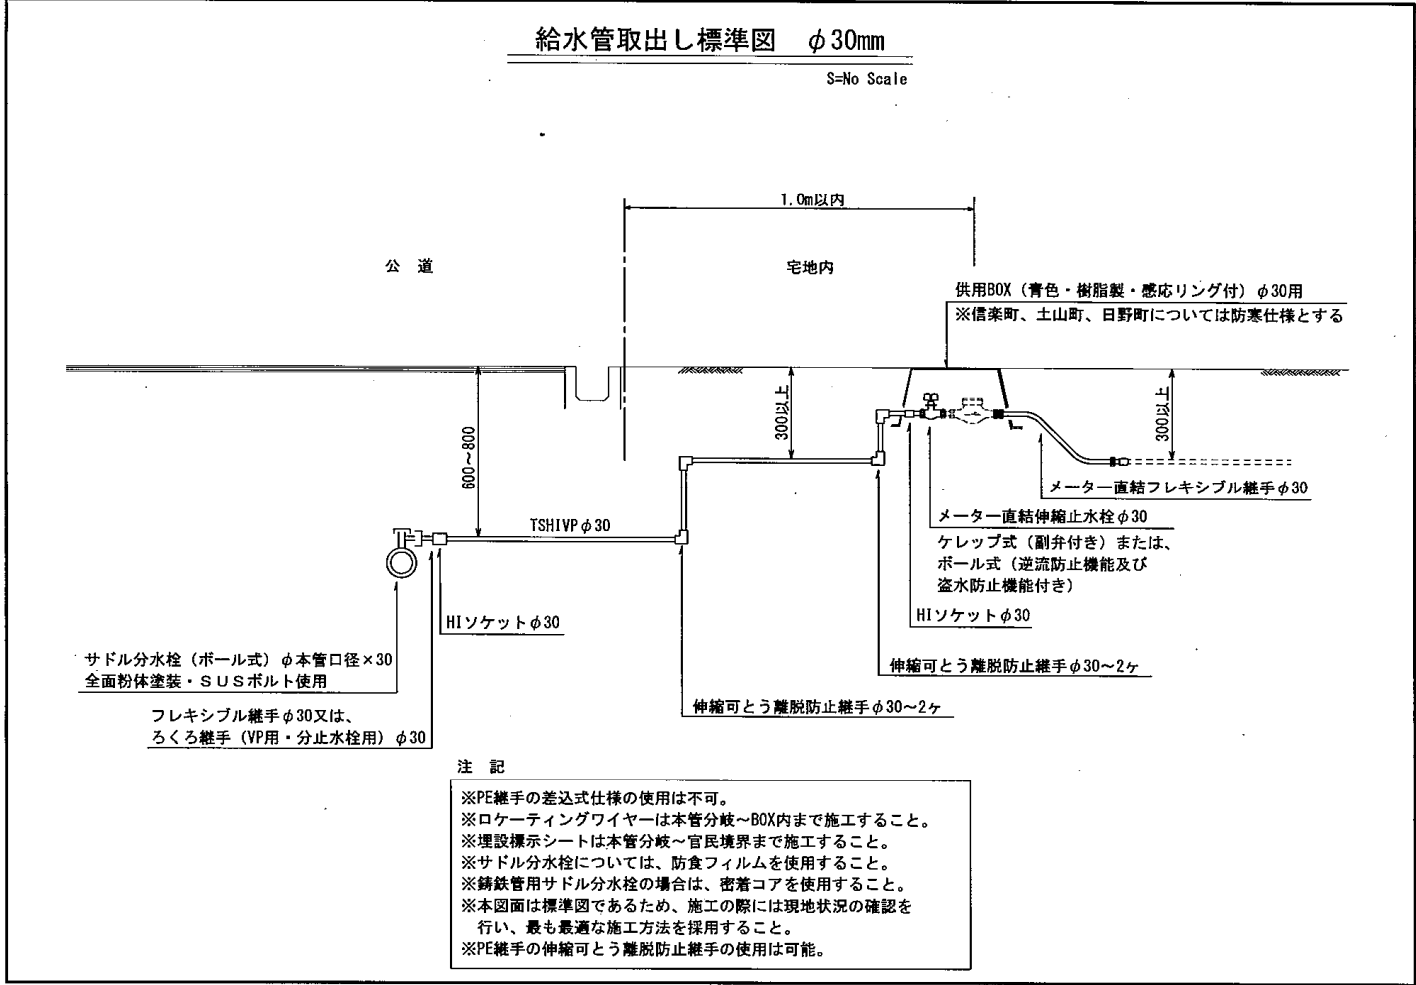 給水管取出し標準図　φ30mm
S=No Scale
1.0m以内
公　道
宅地内
供用BOX（青色・樹脂製・感応リング付）φ30用
※信楽町、土山町、日野町については防寒仕様とする
600～800
300以上
300以上
TSHIVPφ30
メーター直結フレキシブル継手φ30
メーター直結伸縮止水栓φ30
ケレップ式（副弁付き）または、
ボール式（逆流防止機能及び
盗水防止機能付き）
HIソケットφ30
HIソケットφ30
サドル分水栓（ボール式）φ本管口径×30
全面粉体塗装・SUSボルト使用
伸縮可とう離脱防止継手φ30～2ヶ
伸縮可とう離脱防止継手φ30～2ヶ
フレキシブル継手φ30又は、
ろくろ継手（VP用・分止水栓用）φ30
注　記
※PE継手の差込式仕様の使用は不可。
※ロケーティングワイヤーは本管分岐～BOX内まで施工すること。
※埋設標示シートは本管分岐～官民境界まで施工すること。
※サドル分水栓については、防食フィルムを使用すること。
※鋳鉄管用サドル分水栓の場合は、密着コアを使用すること。
※本図面は標準図であるため、施工の際には現地状況の確認を
行い、最も最適な施工方法を採用すること。
※PE継手の伸縮可とう離脱防止継手の使用は可能。